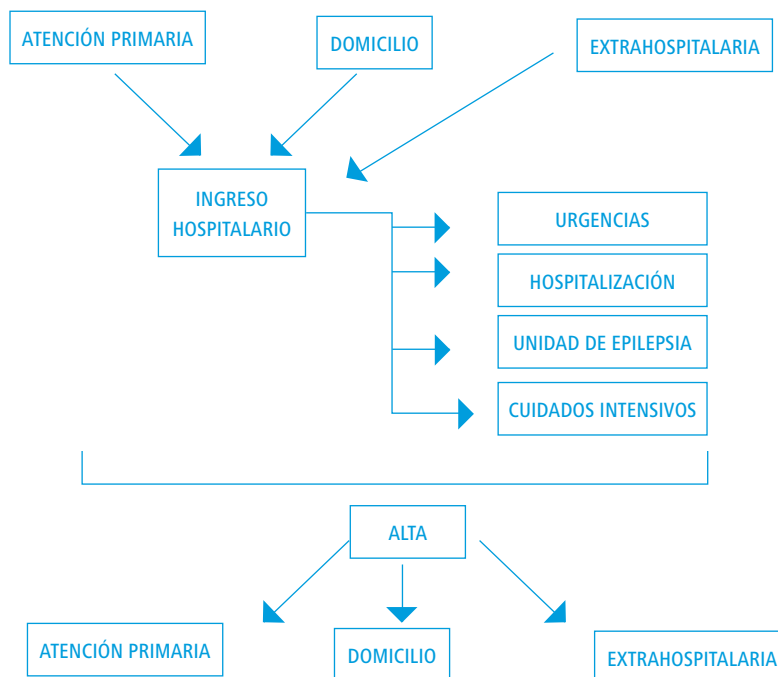 ATENCIÓN PRIMARIA
DOMICILIO
EXTRAHOSPITALARIA
INGRESO
HOSPITALARIO
URGENCIAS
HOSPITALIZACIÓN
UNIDAD DE EPILEPSIA
CUIDADOS INTENSIVOS
ALTA
ATENCIÓN PRIMARIA
DOMICILIO
EXTRAHOSPITALARIA